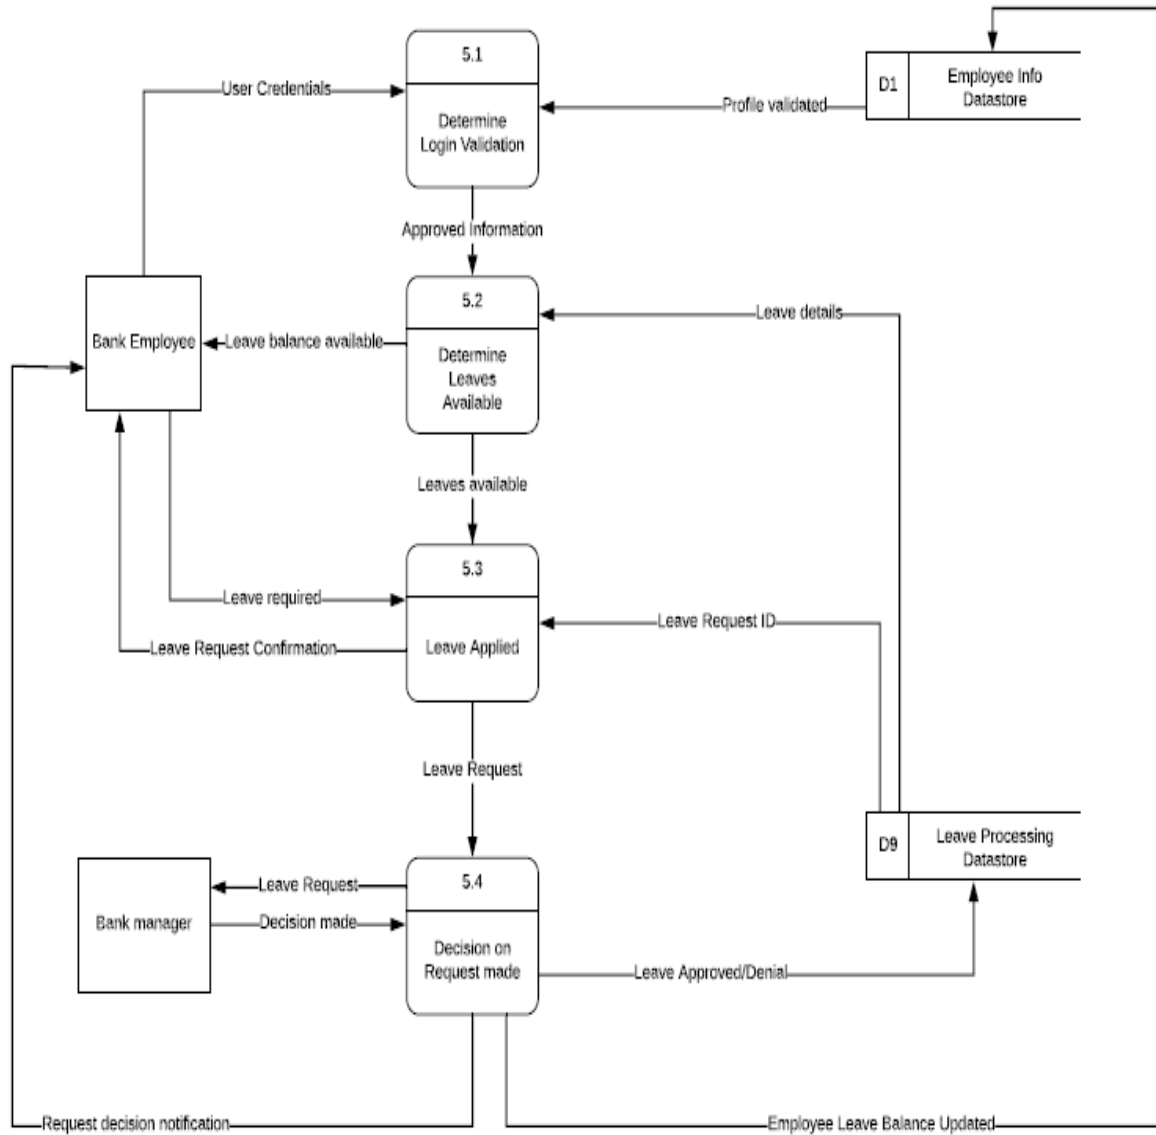 5.1
Determine
Login Validation
User Credentials
Profile validated
D1
Employee Info
Datastore
Approved Information
5.2
Determine
Leaves
Available
Leave details
Bank Employee
Leave balance available
Leaves available
5.3
Leave Applied
Leave required
Leave Request ID
Leave Request Confirmation
Leave Request
D9
Leave Processing
Datastore
5.4
Decision on
Request made
Leave Request
Bank manager
Decision made
Leave Approved/Denial
Request decision notification
Employee Leave Balance Updated